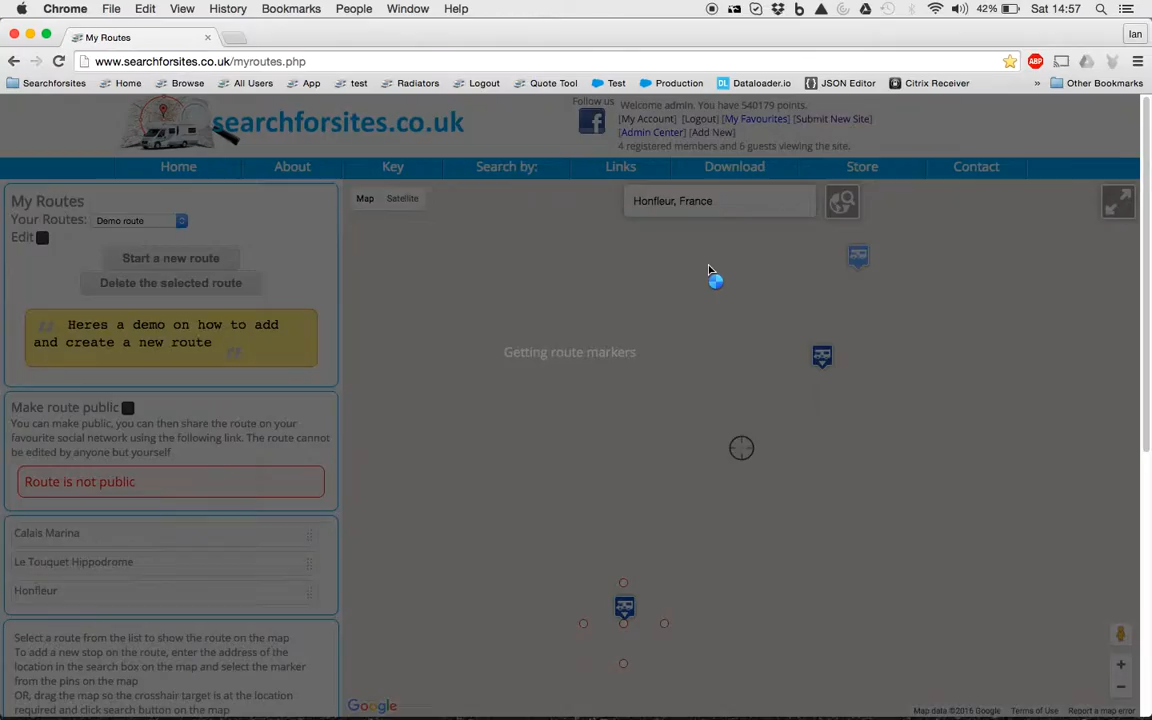 Chrome File Edit View History Bookmarks People Window Help
42% Sat 14:57
My Routes
Ian
www.searchforsites.co.uk/myroutes.php
ABP
Searchforsites Home Browse All Users App test Radiators Logout Quote Tool Test Production Dataloader.io JSON Editor Citrix Receiver » Other Bookmarks
searchforsites.co.uk
Follow us
Welcome admin. You have 540179 points.
[My Account] [Logout] [My Favourites] [Submit New Site]
[Admin Center] [Add New]
4 registered members and 6 guests viewing the site.
Home About Key Search by: Links Download Store Contact
My Routes
Your Routes: Demo route
Edit
Start a new route
Delete the selected route
Heres a demo on how to add
and create a new route
Make route public
You can make public, you can then share the route on your
favourite social network using the following link. The route cannot
be edited by anyone but yourself
Route is not public
Calais Marina
Le Touquet Hippodrome
Honfleur
Select a route from the list to show the route on the map
To add a new stop on the route, enter the address of the
location in the search box on the map and select the marker
from the pins on the map
OR, drag the map so the crosshair target is at the location
required and click search button on the map
Map Satellite
Honfleur, France
Getting route markers
+
−
Google
Map data ©2015 Google Terms of Use Report a map error